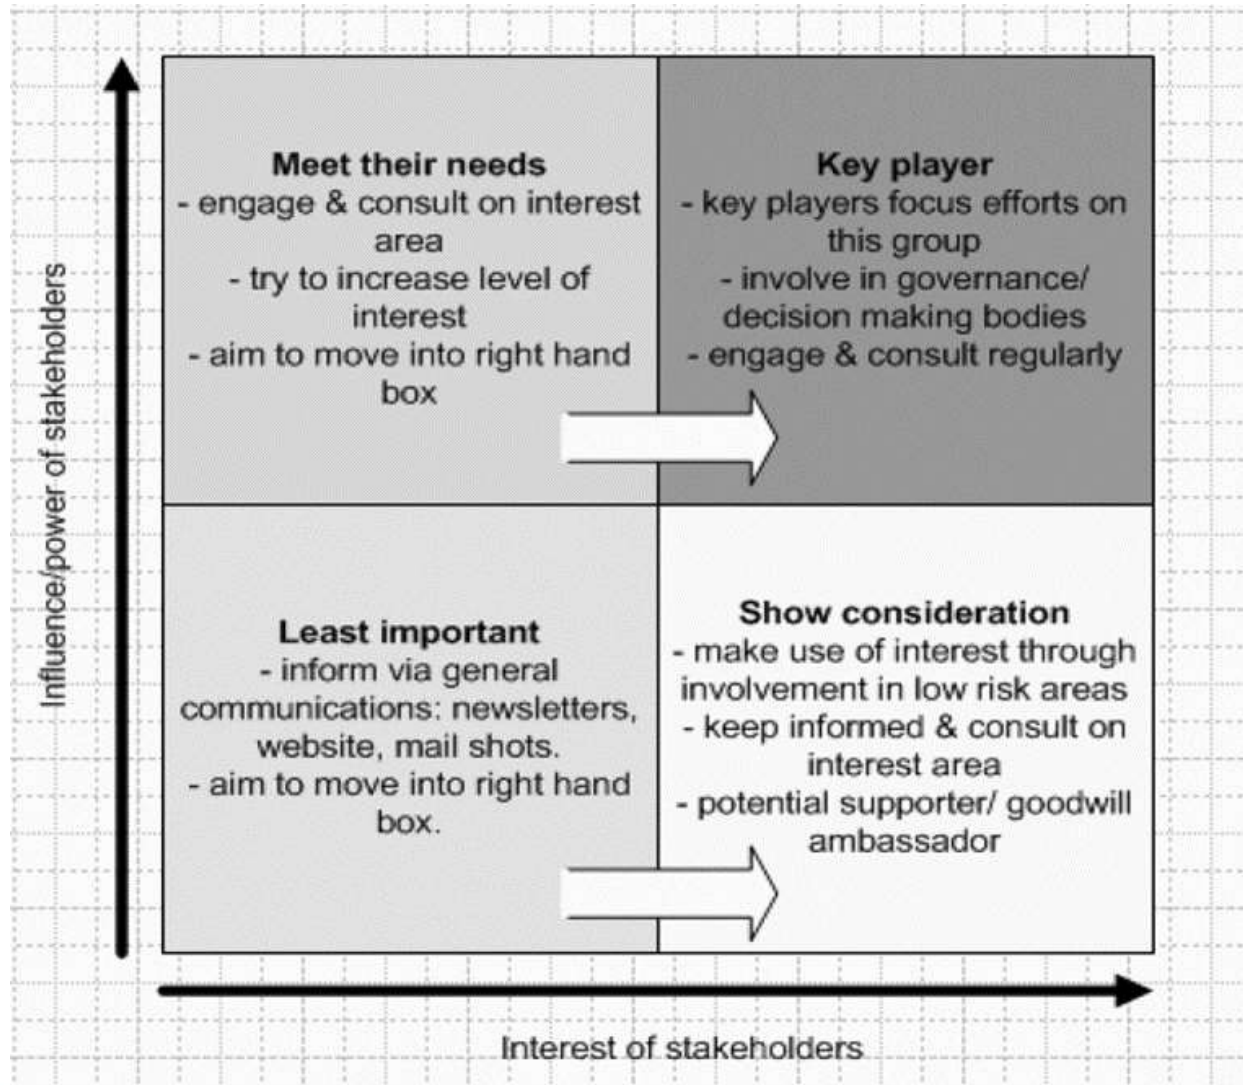 Meet their needs
- engage & consult on interest
area
- try to increase level of
interest
- aim to move into right hand
box
Key player
- key players focus efforts on
this group
- involve in governance/
decision making bodies
- engage & consult regularly
Least important
- inform via general
communications: newsletters,
website, mail shots.
- aim to move into right hand
box.
Show consideration
- make use of interest through
involvement in low risk areas
- keep informed & consult on
interest area
- potential supporter/ goodwill
ambassador
Influence/power of stakeholders
Interest of stakeholders